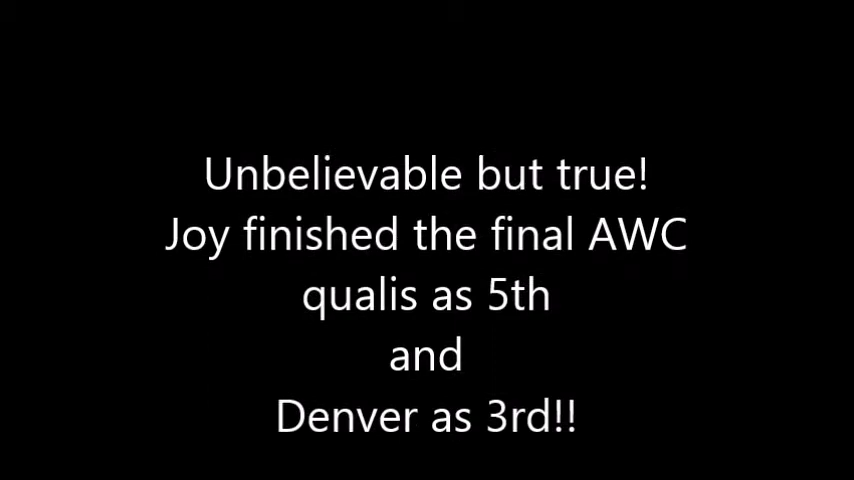 Unbelievable but true!
Joy finished the final AWC
qualis as 5th
and
Denver as 3rd!!